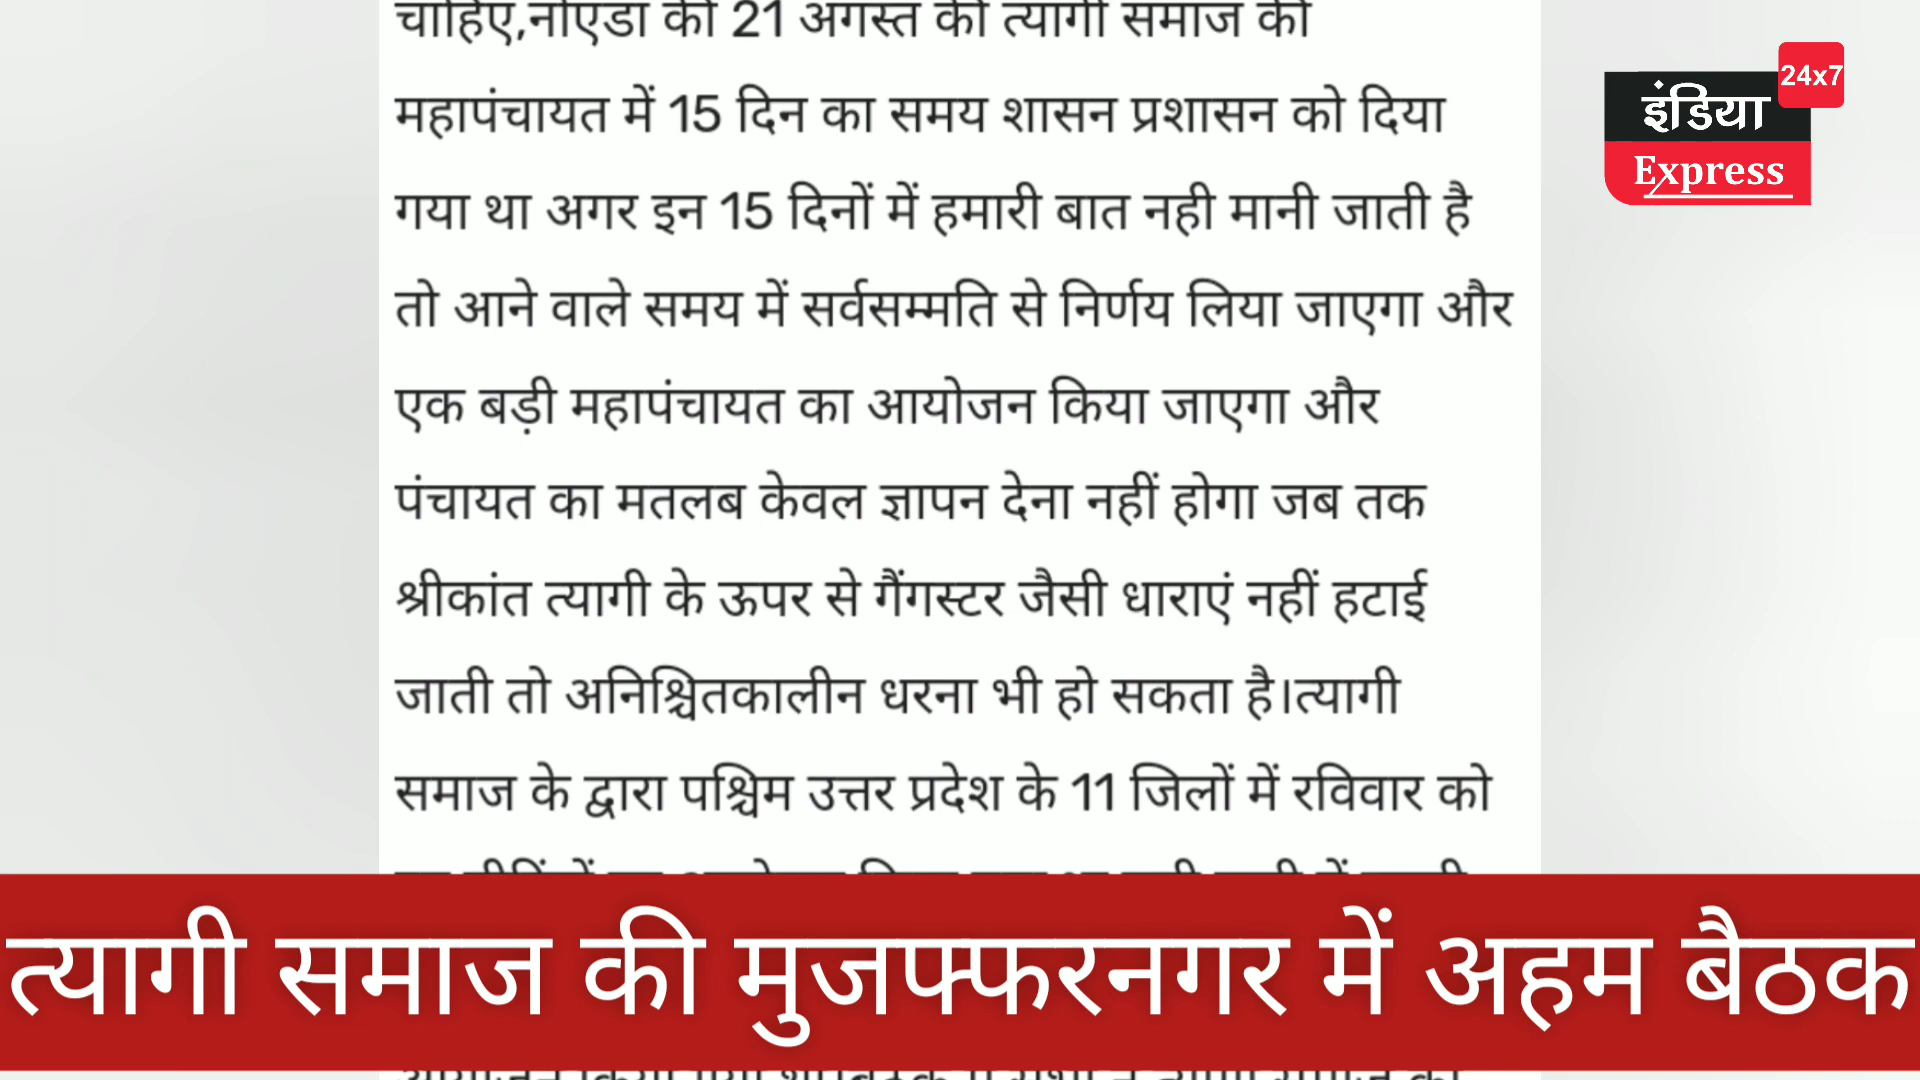 चाहिए,नोएडा की 21 अगस्त की त्यागी समाज की
महापंचायत में 15 दिन का समय शासन प्रशासन को दिया
गया था अगर इन 15 दिनों में हमारी बात नही मानी जाती है
तो आने वाले समय में सर्वसम्मति से निर्णय लिया जाएगा और
एक बड़ी महापंचायत का आयोजन किया जाएगा और
पंचायत का मतलब केवल ज्ञापन देना नहीं होगा जब तक
श्रीकांत त्यागी के ऊपर से गैंगस्टर जैसी धाराएं नहीं हटाई
जाती तो अनिश्चितकालीन धरना भी हो सकता है।त्यागी
समाज के द्वारा पश्चिम उत्तर प्रदेश के 11 जिलों में रविवार को
त्यागी समाज की मुजफ्फरनगर में अहम बैठक
24x7
इंडिया
Express